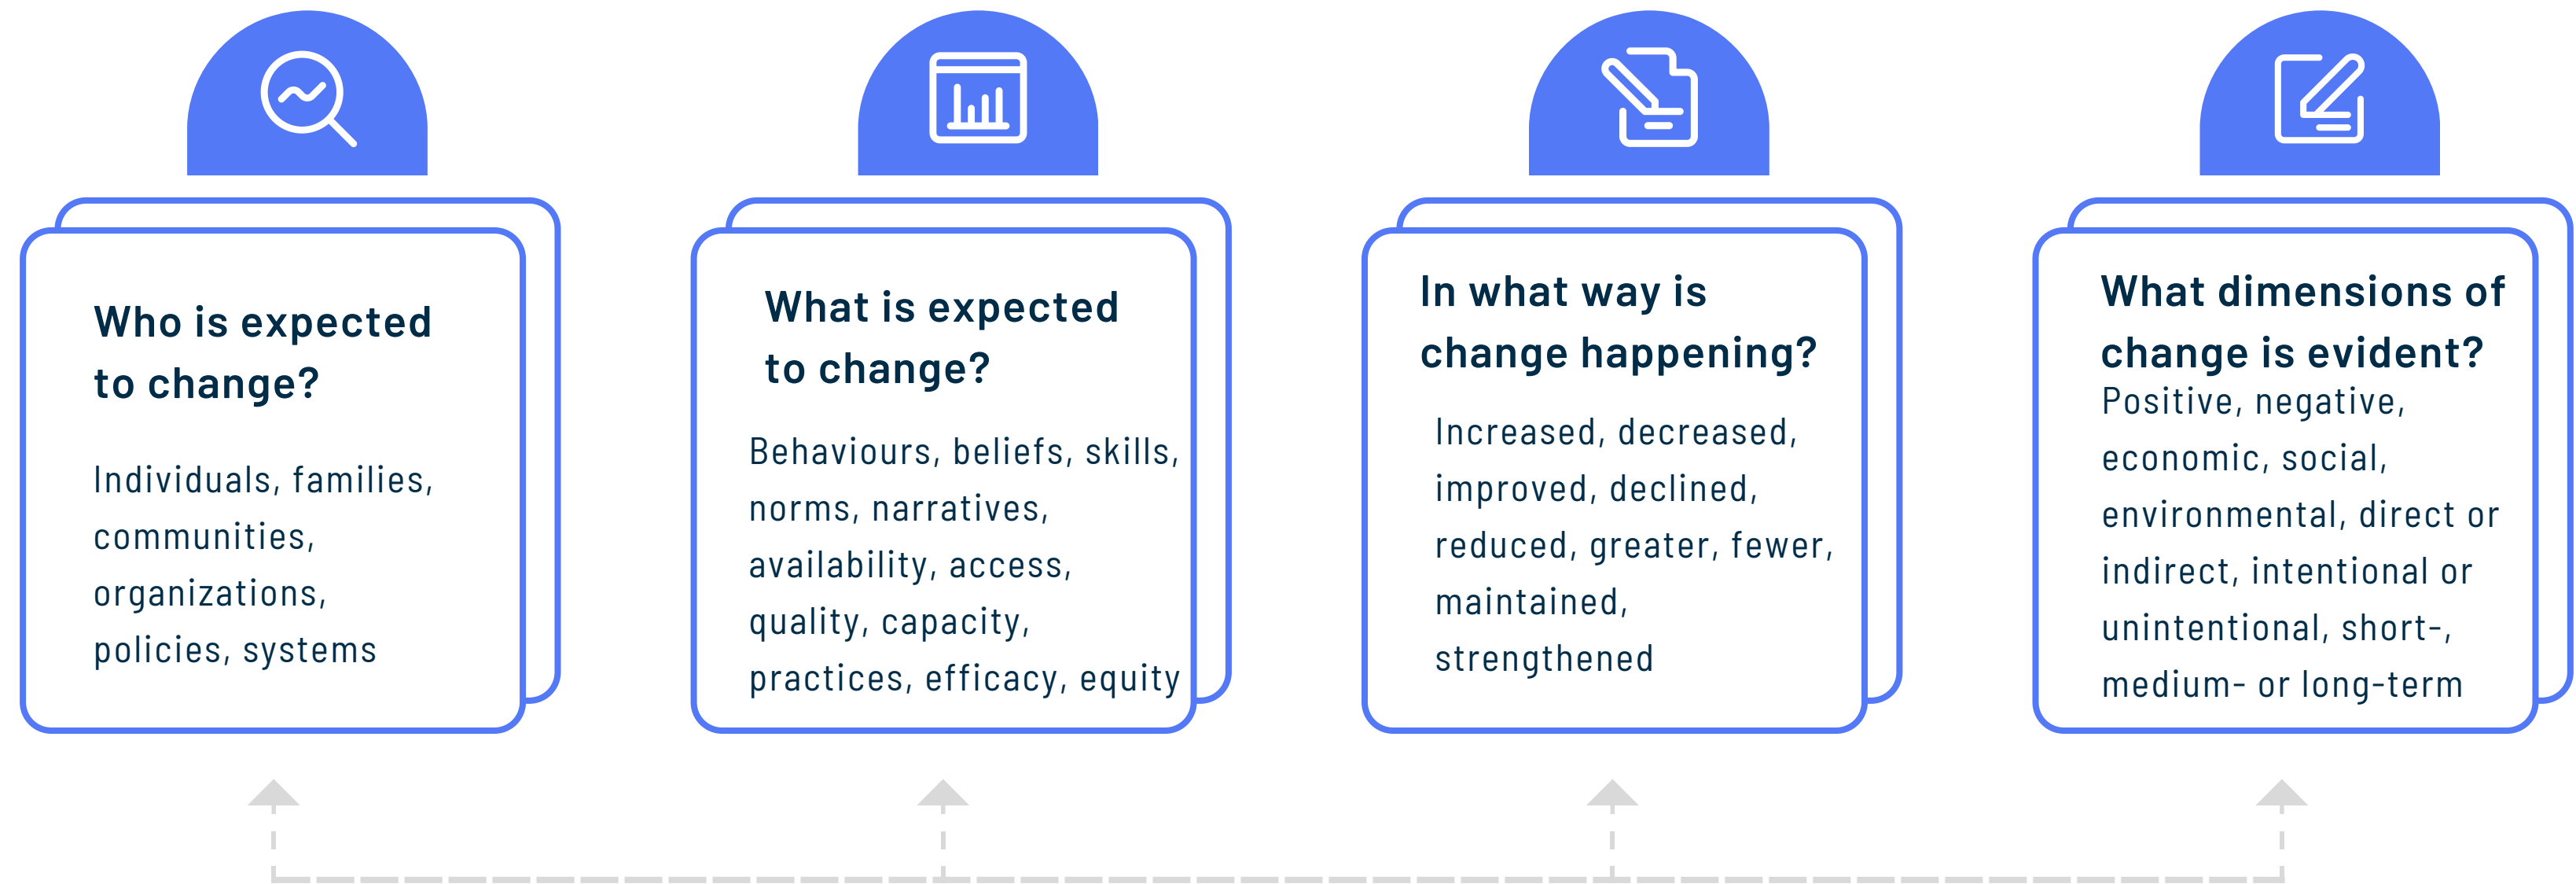 Who is expected
to change?
Individuals, families,
communities,
organizations,
policies, systems
What is expected
to change?
Behaviours, beliefs, skills,
norms, narratives,
availability, access,
quality, capacity,
practices, efficacy, equity
In what way is
change happening?
Increased, decreased,
improved, declined,
reduced, greater, fewer,
maintained,
strengthened
What dimensions of
change is evident?
Positive, negative,
economic, social,
environmental, direct or
indirect, intentional or
unintentional, short-,
medium- or long-term